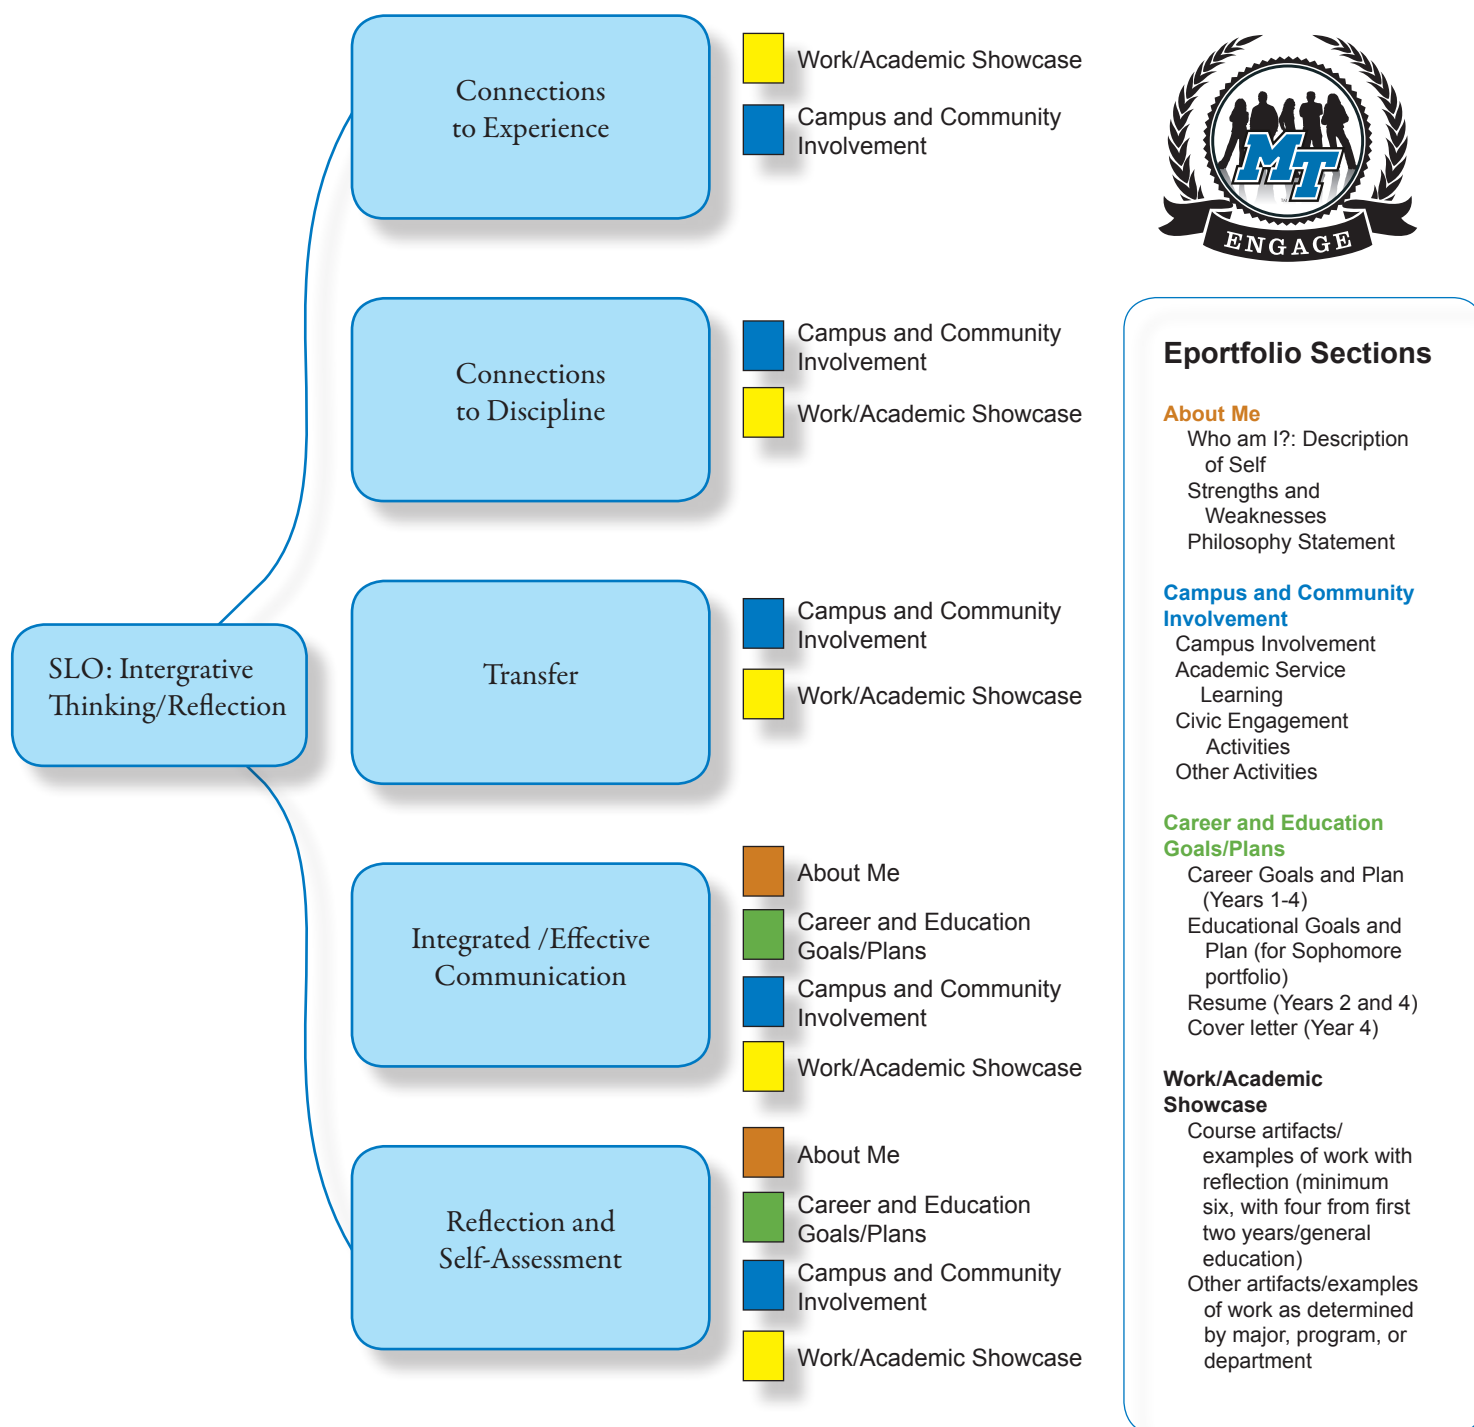 Connections
to Experience
Work/Academic Showcase
Campus and Community
Involvement
Connections
to Discipline
Campus and Community
Involvement
Work/Academic Showcase
SLO: Intergrative
Thinking/Reflection
Transfer
Campus and Community
Involvement
Work/Academic Showcase
Integrated /Effective
Communication
About Me
Career and Education
Goals/Plans
Campus and Community
Involvement
Work/Academic Showcase
Reflection and
Self-Assessment
About Me
Career and Education
Goals/Plans
Campus and Community
Involvement
Work/Academic Showcase
MT
ENGAGE
Eportfolio Sections
About Me
Who am I?: Description
of Self
Strengths and
Weaknesses
Philosophy Statement
Campus and Community
Involvement
Campus Involvement
Academic Service
Learning
Civic Engagement
Activities
Other Activities
Career and Education
Goals/Plans
Career Goals and Plan
(Years 1-4)
Educational Goals and
Plan (for Sophomore
portfolio)
Resume (Years 2 and 4)
Cover letter (Year 4)
Work/Academic
Showcase
Course artifacts/
examples of work with
reflection (minimum
six, with four from first
two years/general
education)
Other artifacts/examples
of work as determined
by major, program, or
department